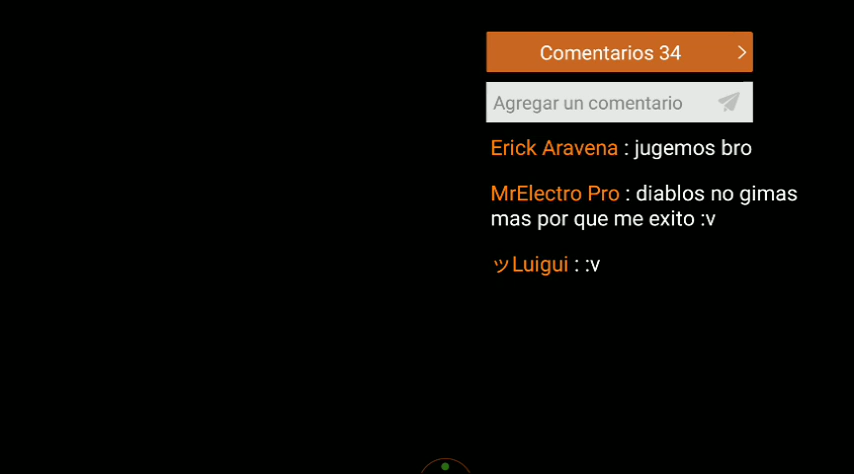 Comentarios 34
Agregar un comentario
Erick Aravena : jugemos bro
MrElectro Pro : diablos no gimas
mas por que me exito :v
ッLuigui : :v